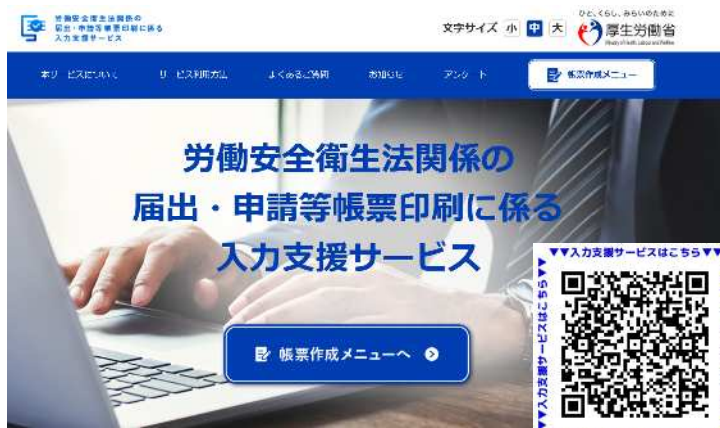 労働安全衛生法関係の
届出・申請等帳票印刷に係る
入力支援サービス
文字サイズ 小 中 大
ひと、くらし、みらいのために
厚生労働省
Ministry of Health, Labour and Welfare
本サービスについて サービス利用方法 よくあるご質問 お知らせ アンケート 帳票作成メニュー
労働安全衛生法関係の
届出・申請等帳票印刷に係る
入力支援サービス
帳票作成メニューへ
▼▼入力支援サービスはこちら▼▼
▼▼入力支援サービスはこちら▼▼